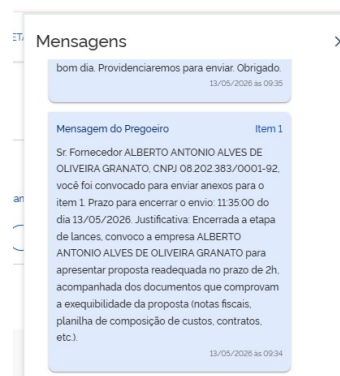 ETA
Mensagens
bom dia. Providenciaremos para enviar. Obrigado.
13/05/2026 às 09:35
Mensagem do Pregoeiro Item 1
Sr. Fornecedor ALBERTO ANTONIO ALVES DE
OLIVEIRA GRANATO, CNPJ 08.202.383/0001-92,
você foi convocado para enviar anexos para o
item 1. Prazo para encerrar o envio: 11:35:00 do
dia 13/05/2026. Justificativa: Encerrada a etapa
de lances, convoco a empresa ALBERTO
ANTONIO ALVES DE OLIVEIRA GRANATO para
apresentar proposta readequada no prazo de 2h,
acompanhada dos documentos que comprovam
a exequibilidade da proposta (notas fiscais,
planilha de composição de custos, contratos,
etc.).
13/05/2026 às 09:34